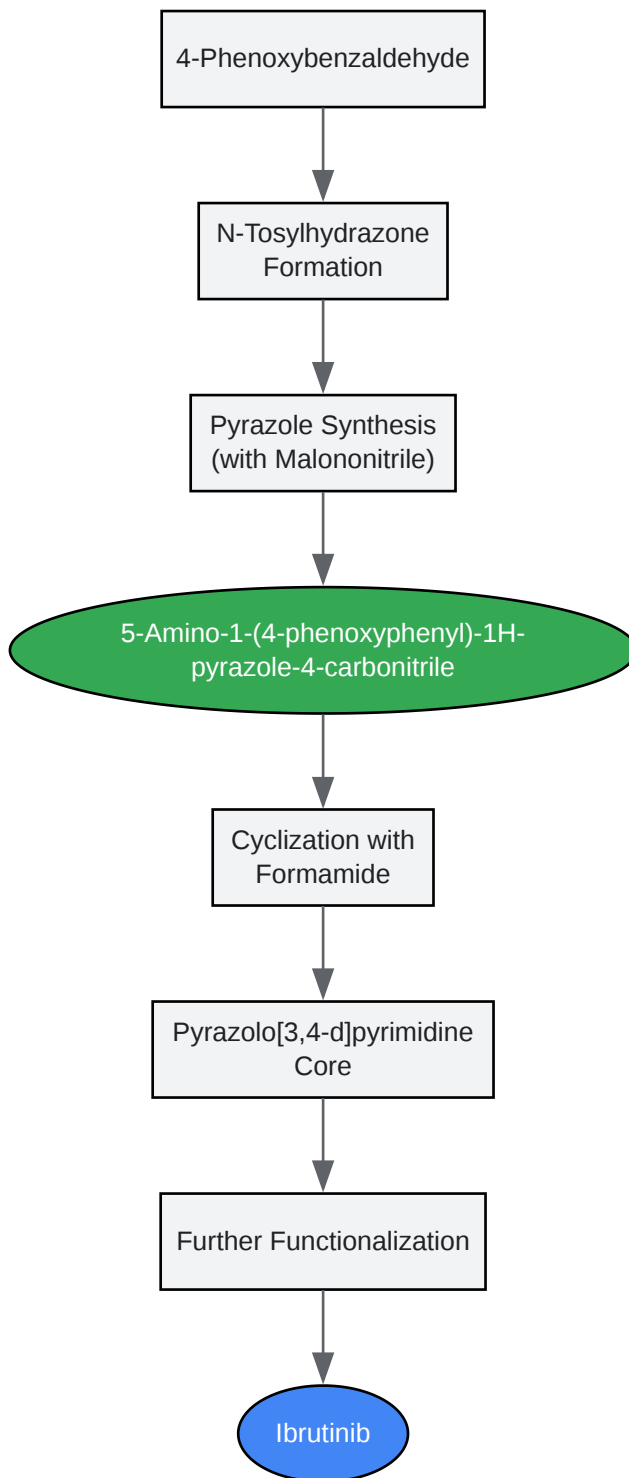 4-Phenoxybenzaldehyde
N-Tosylhydrazone
Formation
Pyrazole Synthesis
(with Malononitrile)
5-Amino-1-(4-phenoxyphenyl)-1H-
pyrazole-4-carbonitrile
Cyclization with
Formamide
Pyrazolo[3,4-d]pyrimidine
Core
Further Functionalization
Ibrutinib